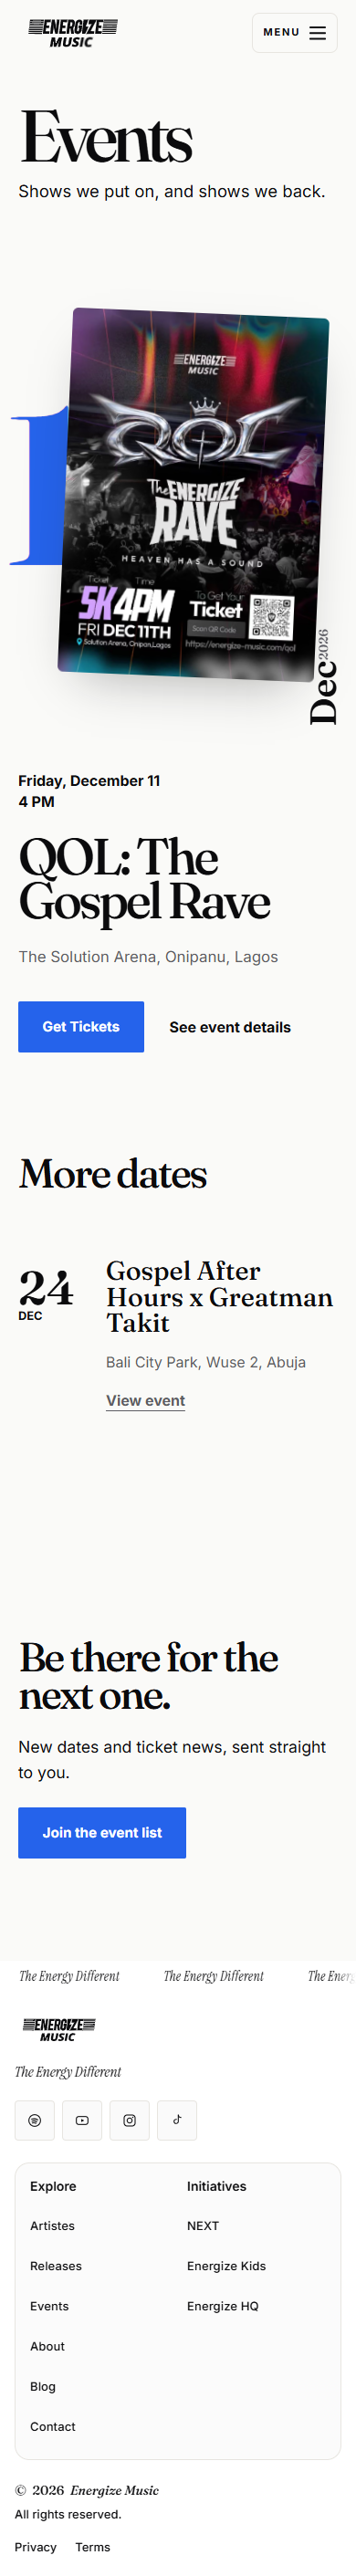 ENERGIZE
MUSIC
MENU
Events
Shows we put on, and shows we back.
ENERGIZE
MUSIC
QOL
The ENERGIZE
RAVE
HEAVEN HAS A SOUND
Ticket Time
5K 4PM
FRI DEC 11TH
Solution Arena, Onipan, Lagos
To Get Your
Ticket
Scan QR Code
https://energize-music.com/qol
Dec 2026
Friday, December 11
4 PM
QOL: The
Gospel Rave
The Solution Arena, Onipanu, Lagos
Get Tickets
See event details
More dates
24
DEC
Gospel After
Hours x Greatman
Takit
Bali City Park, Wuse 2, Abuja
View event
Be there for the
next one.
New dates and ticket news, sent straight
to you.
Join the event list
The Energy Different The Energy Different The Energ
ENERGIZE
MUSIC
The Energy Different
Explore
Artistes
Releases
Events
About
Blog
Contact
Initiatives
NEXT
Energize Kids
Energize HQ
© 2026 Energize Music
All rights reserved.
Privacy Terms